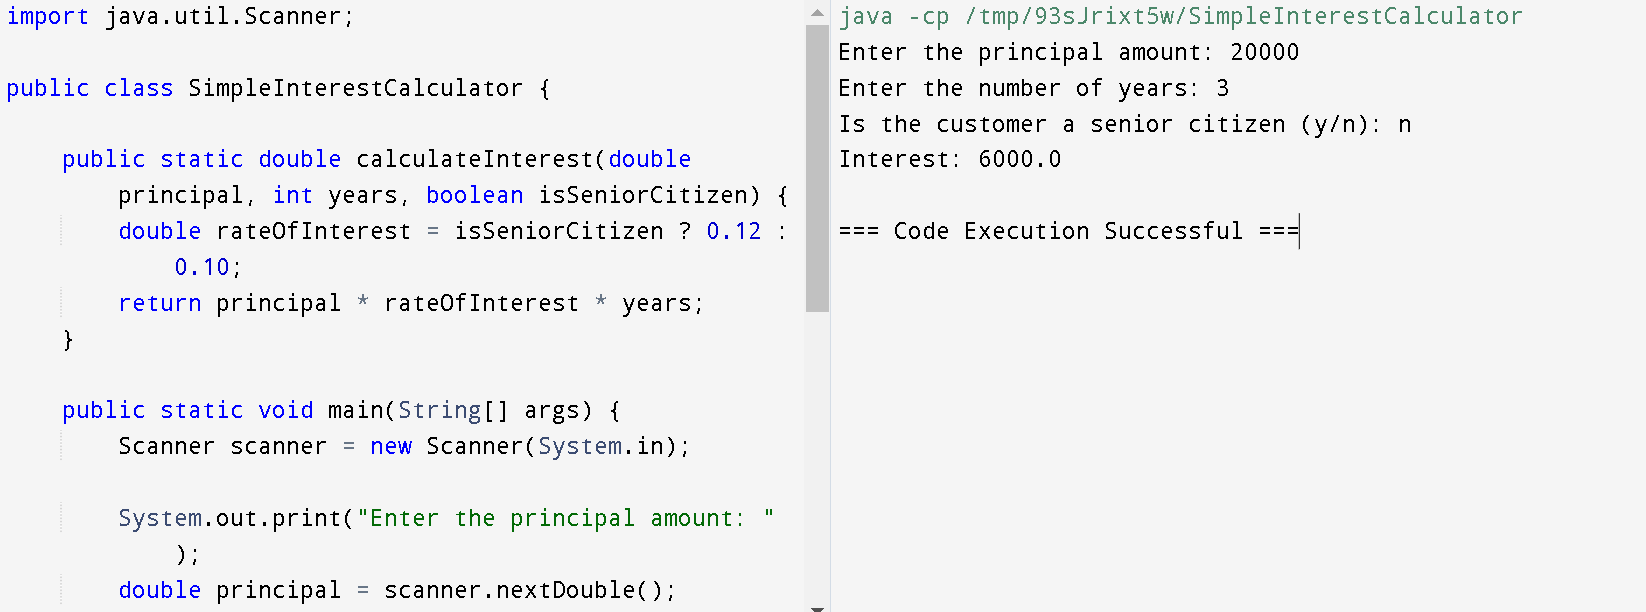 import java.util.Scanner;
public class SimpleInterestCalculator {
public static double calculateInterest(double
principal, int years, boolean isSeniorCitizen) {
double rateOfInterest = isSeniorCitizen ? 0.12 :
0.10;
return principal * rateOfInterest * years;
}
public static void main(String[] args) {
Scanner scanner = new Scanner(System.in);
System.out.print("Enter the principal amount: "
);
double principal = scanner.nextDouble();
java -cp /tmp/93sJrixt5w/SimpleInterestCalculator
Enter the principal amount: 20000
Enter the number of years: 3
Is the customer a senior citizen (y/n): n
Interest: 6000.0
=== Code Execution Successful ===